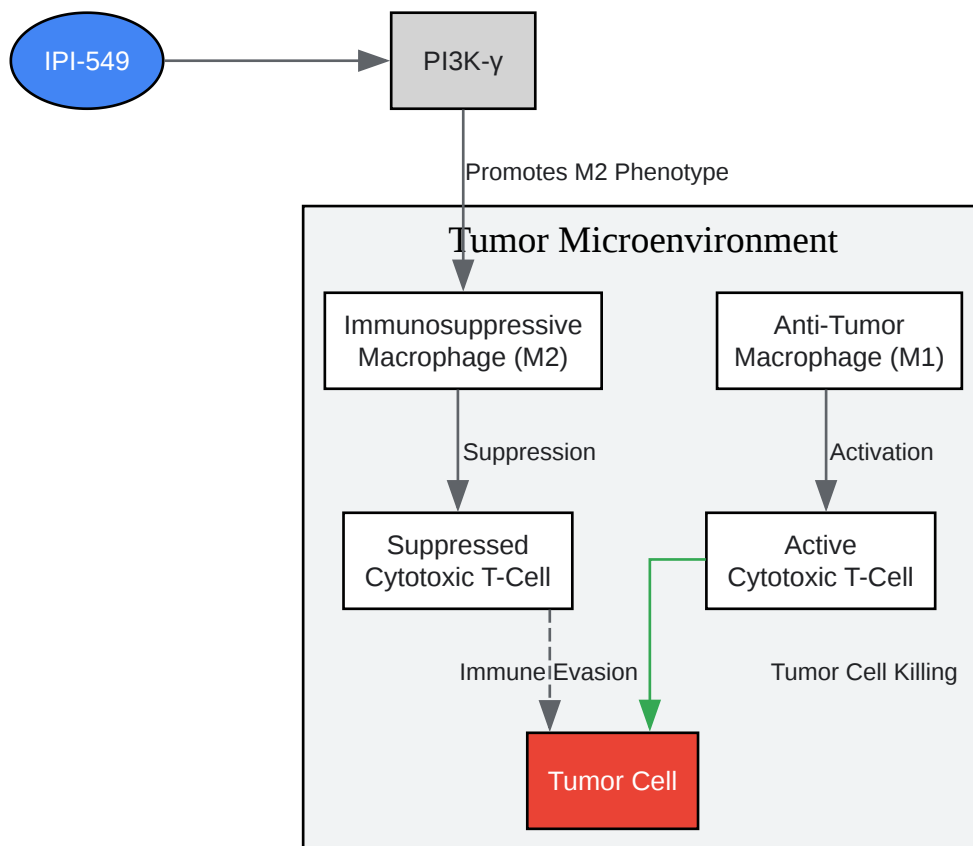 IPI-549
PI3K-γ
Promotes M2 Phenotype
Tumor Microenvironment
Immunosuppressive
Macrophage (M2)
Anti-Tumor
Macrophage (M1)
Suppression
Activation
Suppressed
Cytotoxic T-Cell
Active
Cytotoxic T-Cell
Immune Evasion
Tumor Cell Killing
Tumor Cell